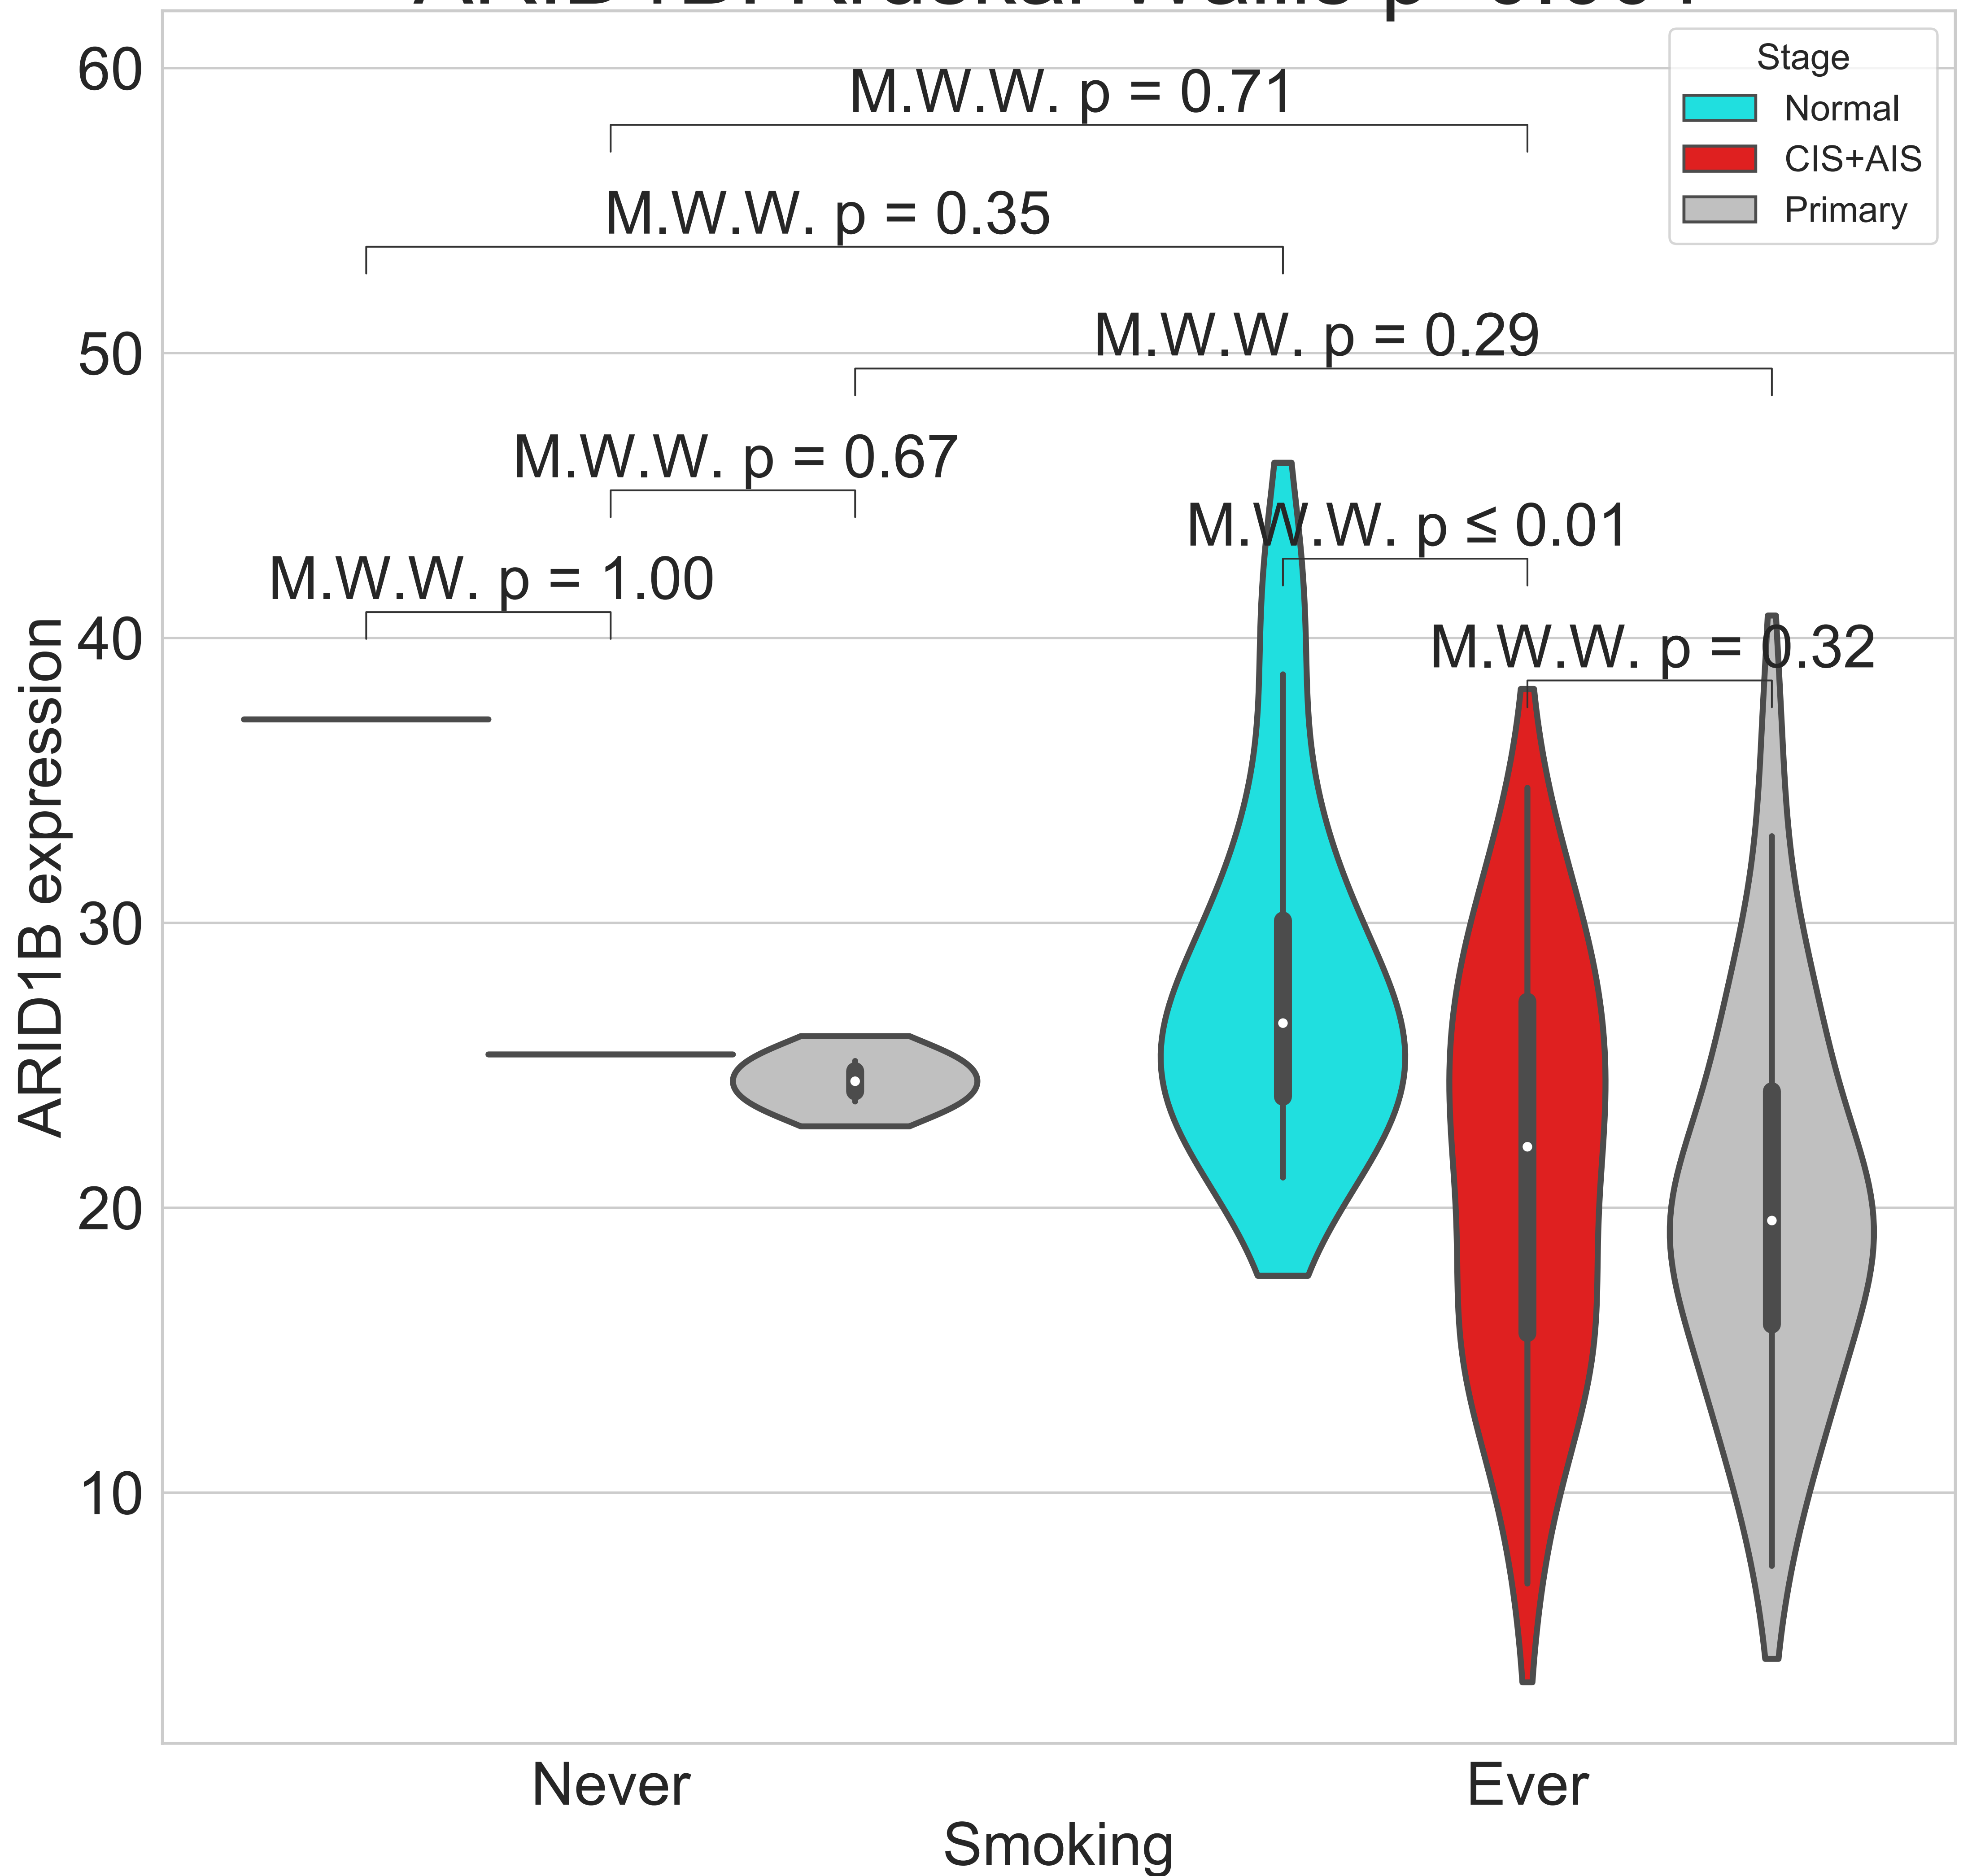 60
50
40
30
20
10
ARID1B expression
M.W.W. p = 0.71
M.W.W. p = 0.35
M.W.W. p = 0.29
M.W.W. p = 0.67
M.W.W. p ≤ 0.01
M.W.W. p = 1.00
M.W.W. p = 0.32
Stage
Normal
CIS+AIS
Primary
Never
Ever
Smoking